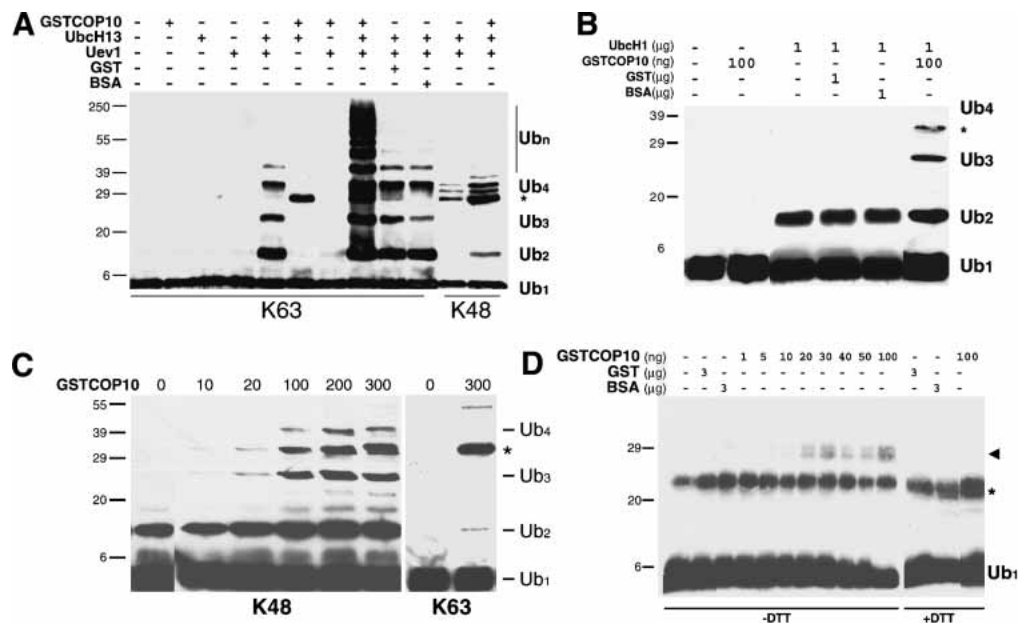 A
GSTCOP10 - + - - - + + + - - - +
UbcH13 - - + - + + - + + + + +
Uev1 - - - + + - + + + + + +
GST - - - - - - - - + - - -
BSA - - - - - - - - - + - -
250
55
39
29
20
6
Ubn
Ub4
*
Ub3
Ub2
Ub1
K63 K48
B
UbcH1 (µg) - - 1 1 1 1
GSTCOP10 (ng) - 100 - - - 100
GST(µg) - - - 1 - -
BSA(µg) - - - - 1 -
39
29
20
6
Ub4
*
Ub3
Ub2
Ub1
C
GSTCOP10 0 10 20 100 200 300 0 300
55
39
29
20
6
Ub4
*
Ub3
Ub2
Ub1
K48 K63
D
GSTCOP10 (ng) - - - 1 5 10 20 30 40 50 100 - - 100
GST (µg) - 3 - - - - - - - - - 3 - -
BSA (µg) - - 3 - - - - - - - - - 3 -
29
20
6
*
Ub1
-DTT +DTT